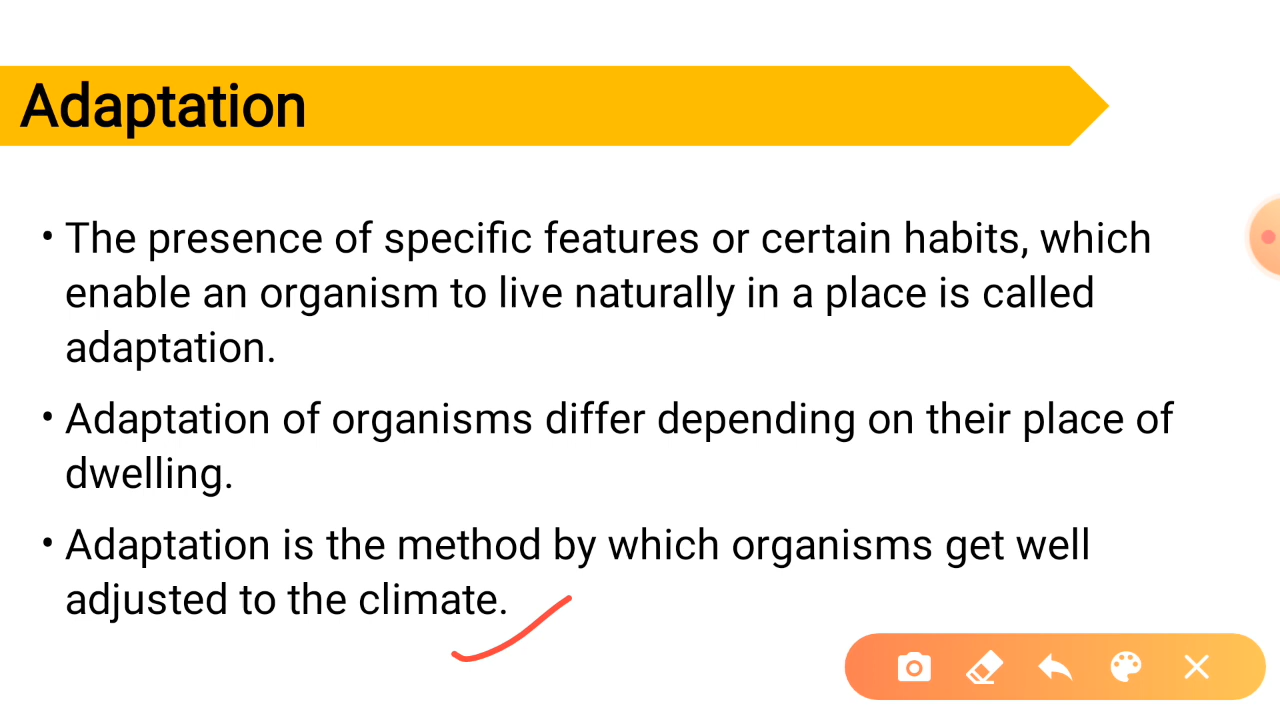 Adaptation
• The presence of specific features or certain habits, which
enable an organism to live naturally in a place is called
adaptation.
• Adaptation of organisms differ depending on their place of
dwelling.
• Adaptation is the method by which organisms get well
adjusted to the climate.